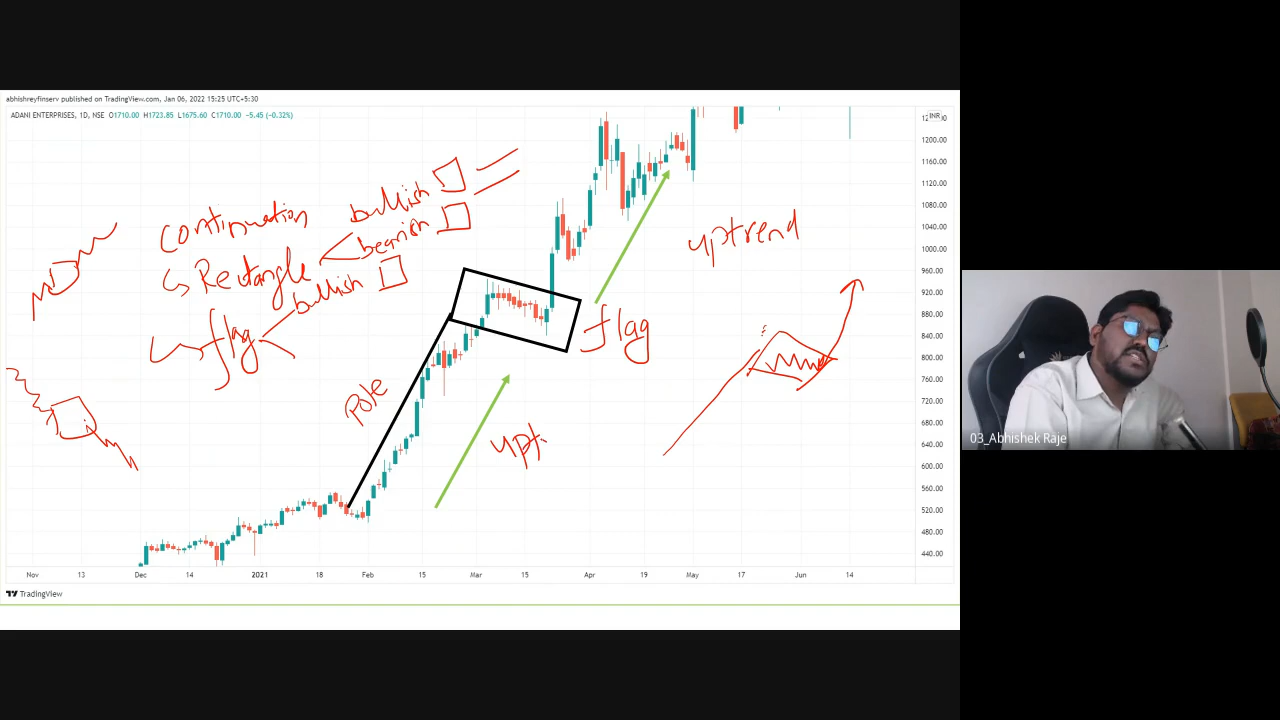 abhishreyfinserv published on TradingView.com, Jan 06, 2022 15:25 UTC+5:30
ADANI ENTERPRISES, 1D, NSE O1710.00 H1723.85 L1675.60 C1710.00 -5.45 (-0.32%)
INR
1200.00
1160.00
1120.00
1080.00
1040.00
1000.00
960.00
920.00
880.00
840.00
800.00
760.00
720.00
680.00
640.00
600.00
560.00
520.00
480.00
440.00
Continuation
bullish
Rectangle
bearish
bullish
flag
Pole
flag
uptrend
upt
03_Abhishek Raje
Nov 13 Dec 14 2021 18 Feb 15 Mar 15 Apr 19 May 17 Jun 14
TradingView